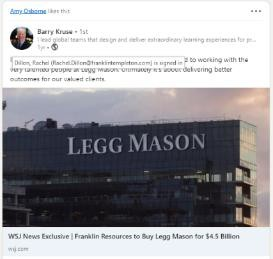 Amy Osborne likes this
Barry Kruse • 1st
I lead global teams that design and deliver extraordinary learning experiences for pr...
1yr •
Dillon, Rachel (Rachel.Dillon@franklintempleton.com) is signed in
d to working with the
very talented people at Legg Mason. Ultimately it's about delivering better
outcomes for our valued clients.
LEGG MASON
WSJ News Exclusive | Franklin Resources to Buy Legg Mason for $4.5 Billion
wsj.com